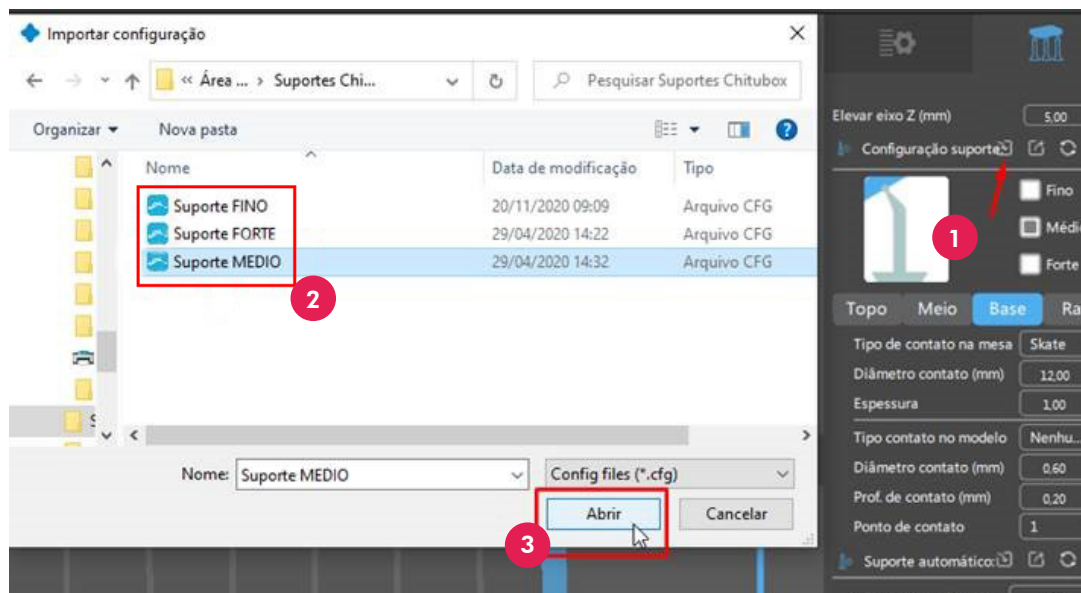 Importar configuração
« Área ... › Suportes Chi...
Pesquisar Suportes Chitubox
Organizar
Nova pasta
Nome
Data de modificação
Tipo
Suporte FINO
20/11/2020 09:09
Arquivo CFG
Suporte FORTE
29/04/2020 14:22
Arquivo CFG
Suporte MEDIO
29/04/2020 14:32
Arquivo CFG
2
S
Nome:
Suporte MEDIO
Config files (*.cfg)
Abrir
Cancelar
3
Elevar eixo Z (mm)
5,00
Configuração suporte
Fino
1
Médi
Forte
Topo
Meio
Base
Ra
Tipo de contato na mesa
Skate
Diâmetro contato (mm)
12,00
Espessura
1,00
Tipo contato no modelo
Nenhu...
Diâmetro contato (mm)
0,60
Prof. de contato (mm)
0,20
Ponto de contato
1
Suporte automático: